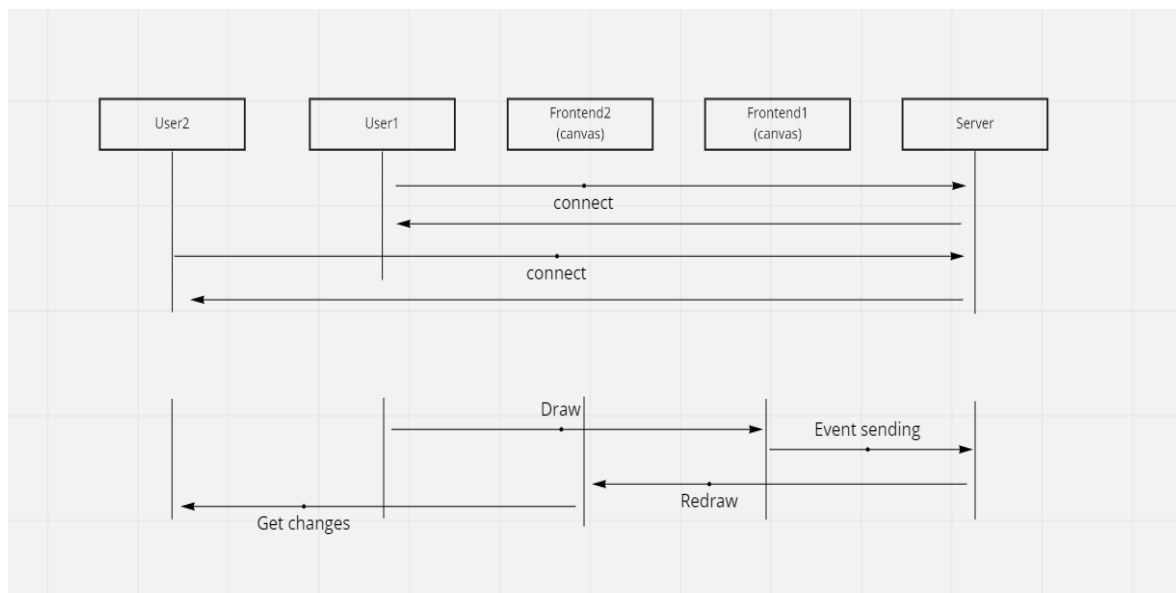 User2
User1
Frontend2
(canvas)
Frontend1
(canvas)
Server
connect
connect
Draw
Event sending
Redraw
Get changes